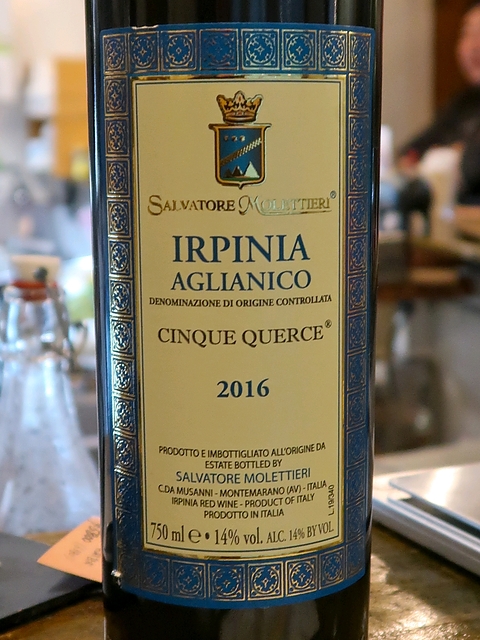 SALVATORE MOLETTIERI®
IRPINIA
AGLIANICO
DENOMINAZIONE DI ORIGINE CONTROLLATA
CINQUE QUERCE®
2016
PRODOTTO E IMBOTTIGLIATO ALL'ORIGINE DA
ESTATE BOTTLED BY
SALVATORE MOLETTIERI
C.DA MUSANNI - MONTEMARANO (AV) - ITALIA
IRPINIA RED WINE - PRODUCT OF ITALY
PRODOTTO IN ITALIA
L.19/340
750 ml e • 14% vol. ALC. 14% BY VOL.